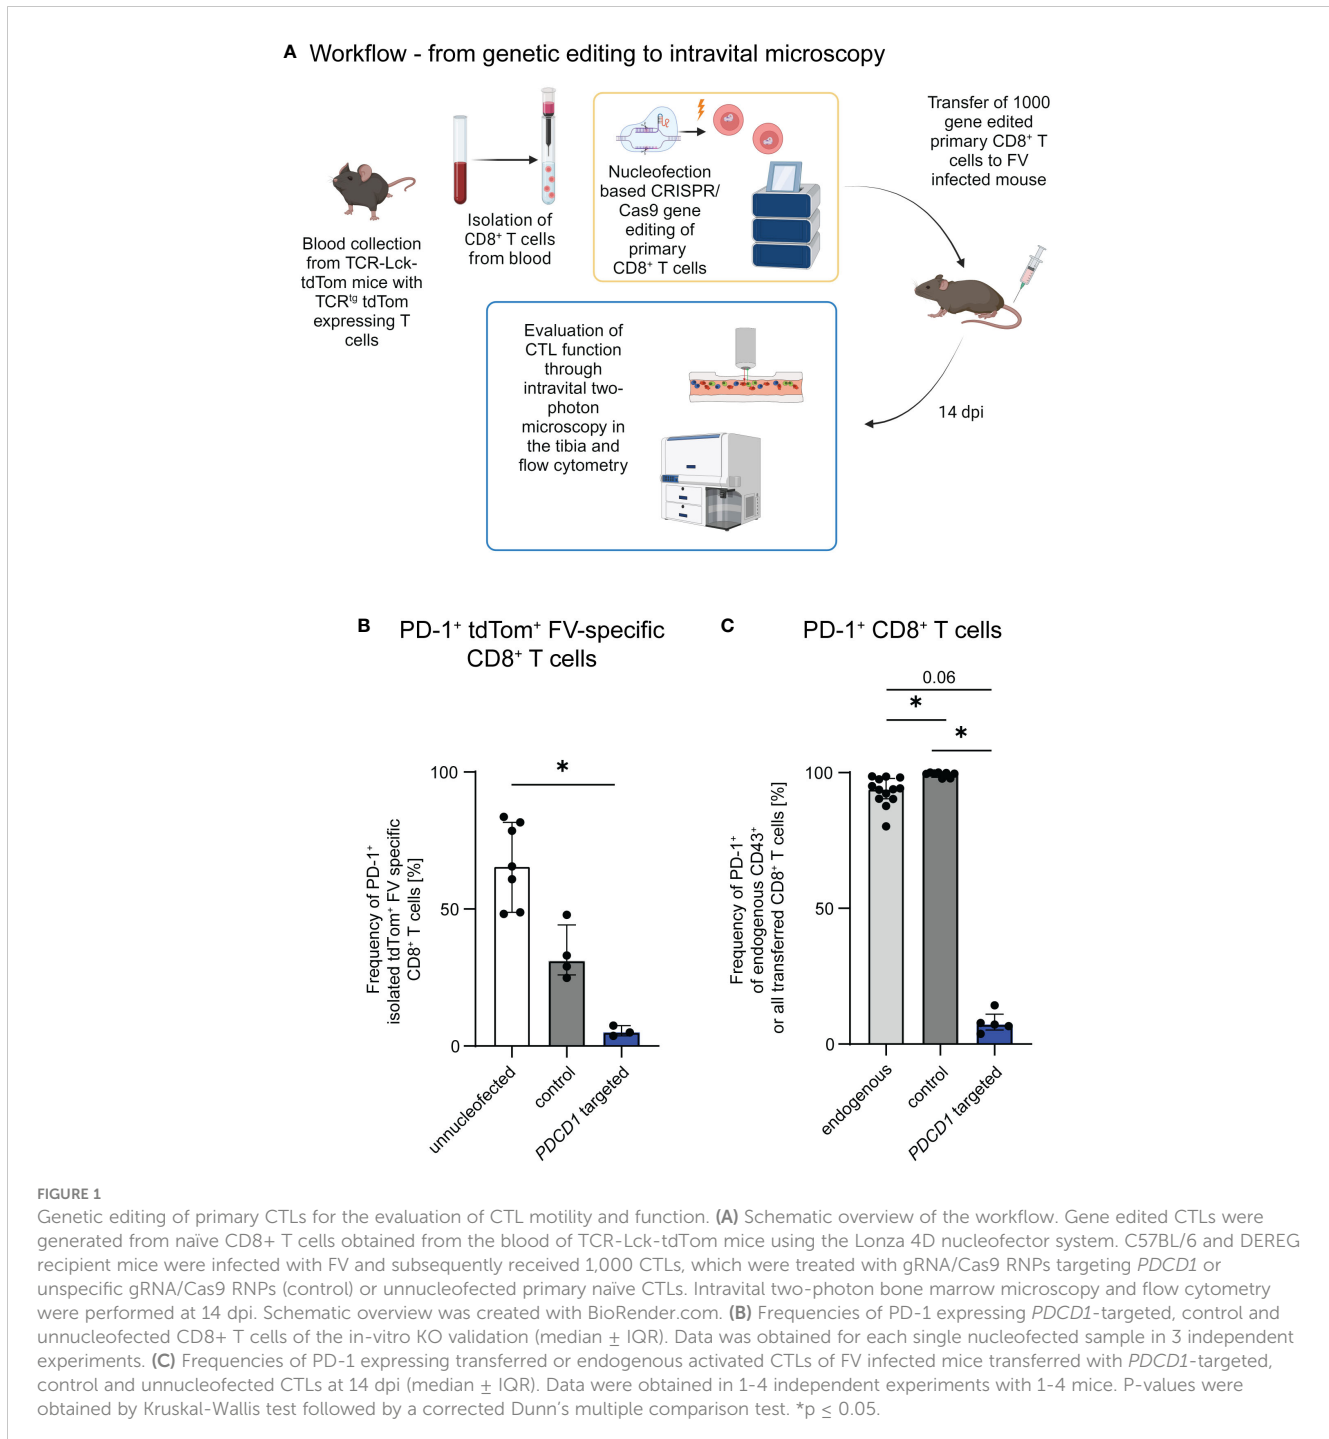 A Workflow - from genetic editing to intravital microscopy
Blood collection
from TCR-Lck-
tdTom mice with
TCRtg tdTom
expressing T
cells
Isolation of
CD8+ T cells
from blood
Nucleofection
based CRISPR/
Cas9 gene
editing of
primary
CD8+ T cells
Transfer of 1000
gene edited
primary CD8+ T
cells to FV
infected mouse
14 dpi
Evaluation of
CTL function
through
intravital two-
photon
microscopy in
the tibia and
flow cytometry
B PD-1+ tdTom+ FV-specific
CD8+ T cells
Frequency of PD-1+
isolated tdTom+ FV specific
CD8+ T cells [%]
100
50
0
*
unnucleofected
control
PDCD1 targeted
C PD-1+ CD8+ T cells
Frequency of PD-1+
of endogenous CD43+
or all transferred CD8+ T cells [%]
0.06
*
*
100
50
0
endogenous
control
PDCD1 targeted
FIGURE 1
Genetic editing of primary CTLs for the evaluation of CTL motility and function. (A) Schematic overview of the workflow. Gene edited CTLs were
generated from naïve CD8+ T cells obtained from the blood of TCR-Lck-tdTom mice using the Lonza 4D nucleofector system. C57BL/6 and DEREG
recipient mice were infected with FV and subsequently received 1,000 CTLs, which were treated with gRNA/Cas9 RNPs targeting PDCD1 or
unspecific gRNA/Cas9 RNPs (control) or unnucleofected primary naïve CTLs. Intravital two-photon bone marrow microscopy and flow cytometry
were performed at 14 dpi. Schematic overview was created with BioRender.com. (B) Frequencies of PD-1 expressing PDCD1-targeted, control and
unnucleofected CD8+ T cells of the in-vitro KO validation (median ± IQR). Data was obtained for each single nucleofected sample in 3 independent
experiments. (C) Frequencies of PD-1 expressing transferred or endogenous activated CTLs of FV infected mice transferred with PDCD1-targeted,
control and unnucleofected CTLs at 14 dpi (median ± IQR). Data were obtained in 1-4 independent experiments with 1-4 mice. P-values were
obtained by Kruskal-Wallis test followed by a corrected Dunn's multiple comparison test. *p ≤ 0.05.